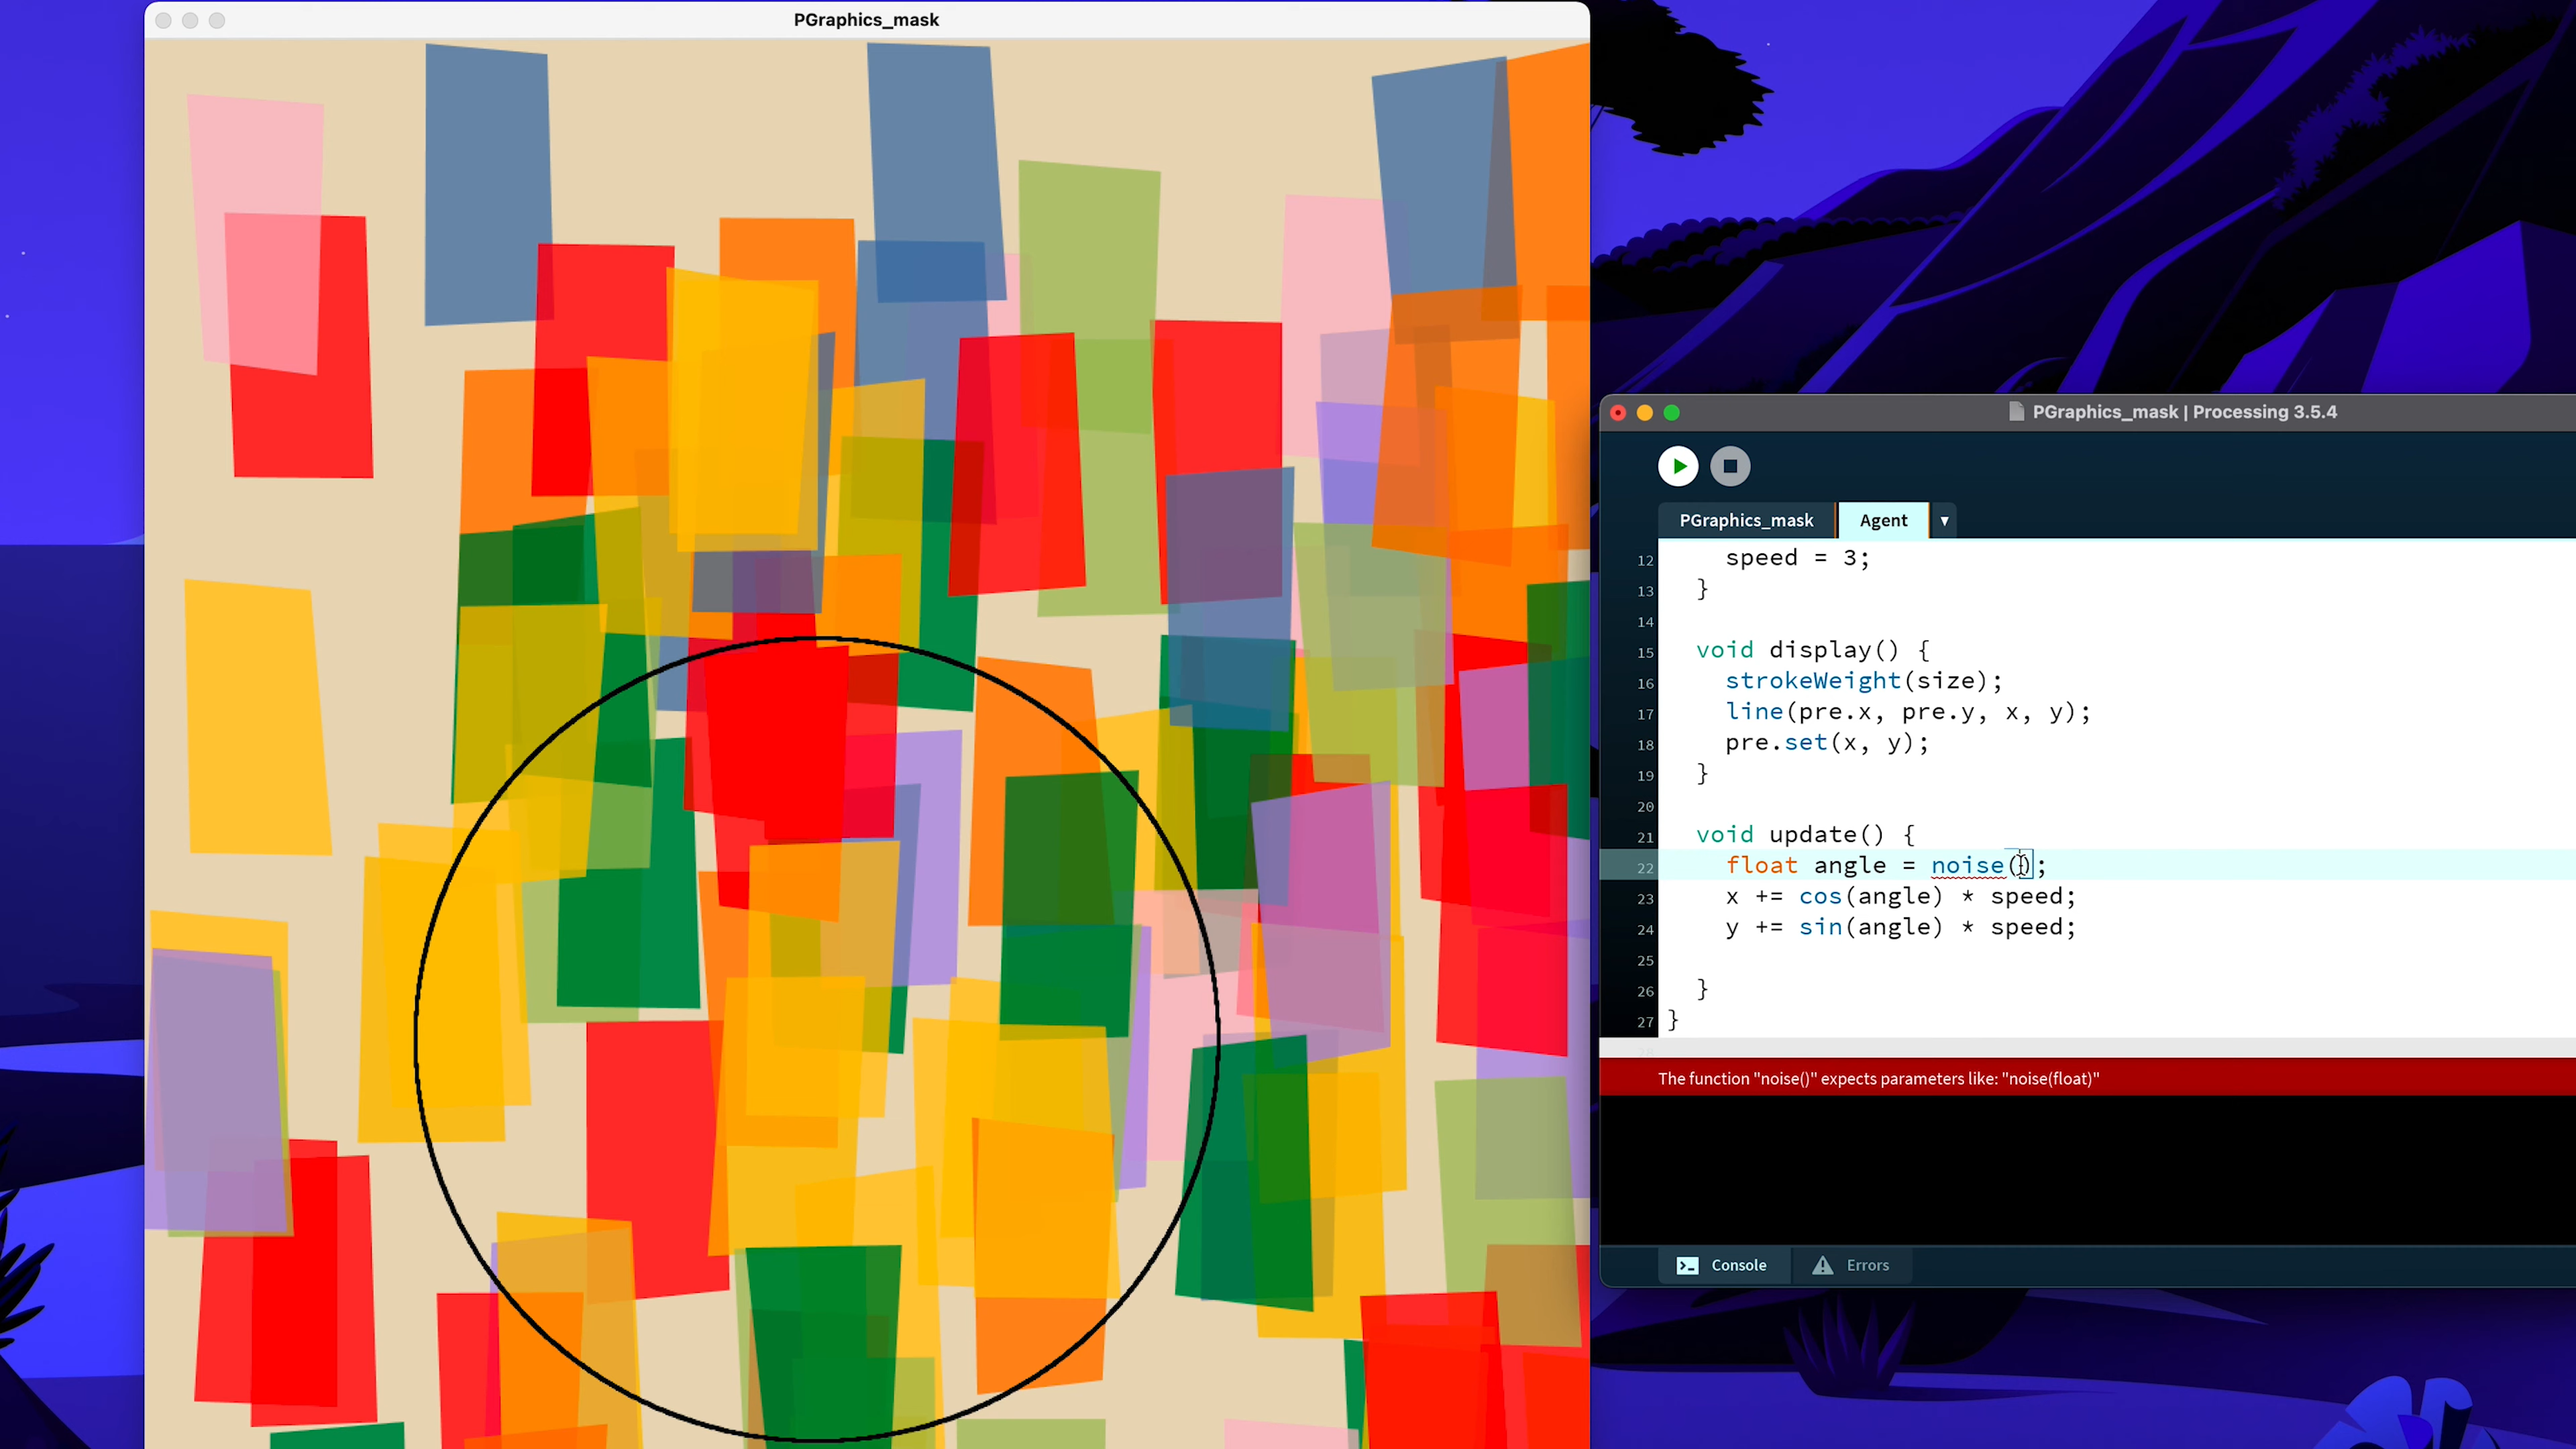 PGraphics_mask
PGraphics_mask | Processing 3.5.4
PGraphics_mask Agent
12 speed = 3;
13 }
14
15 void display() {
16 strokeWeight(size);
17 line(pre.x, pre.y, x, y);
18 pre.set(x, y);
19 }
20
21 void update() {
22 float angle = noise();
23 x += cos(angle) * speed;
24 y += sin(angle) * speed;
25
26 }
27 }
The function "noise()" expects parameters like: "noise(float)"
Console Errors